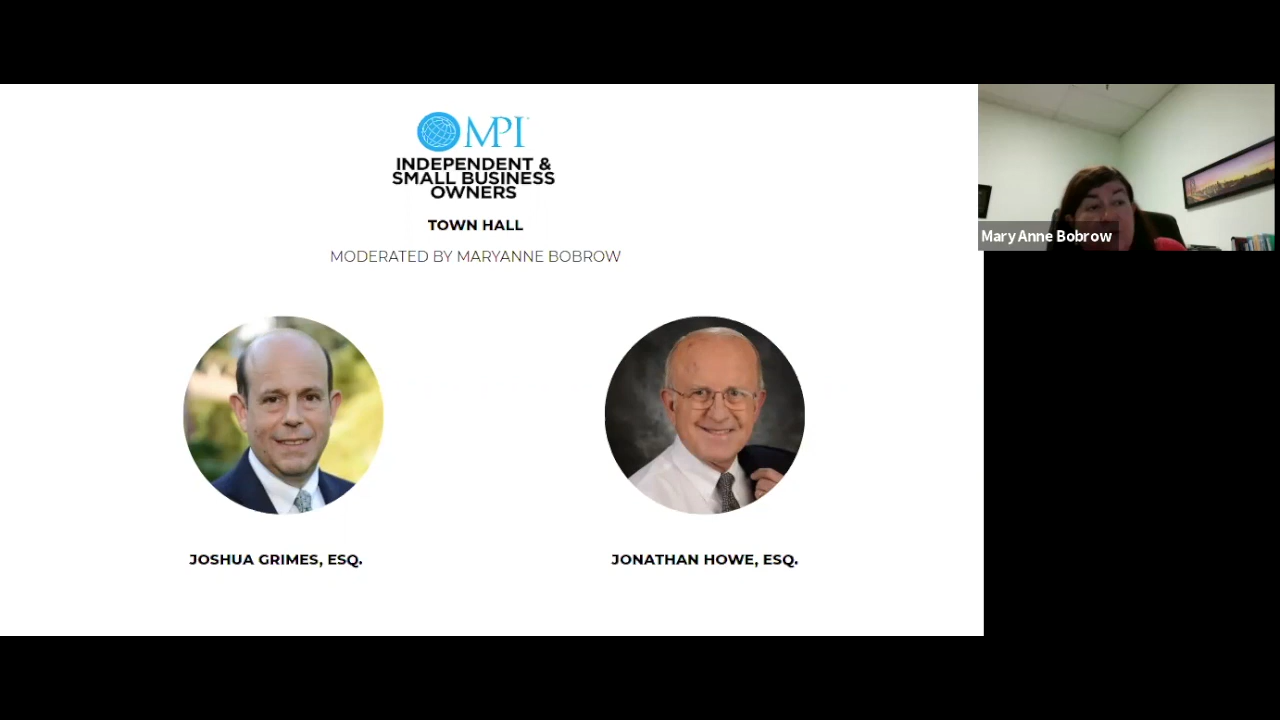 MPI
INDEPENDENT &
SMALL BUSINESS
OWNERS
TOWN HALL
MODERATED BY MARYANNE BOBROW
Mary Anne Bobrow
JOSHUA GRIMES, ESQ.
JONATHAN HOWE, ESQ.